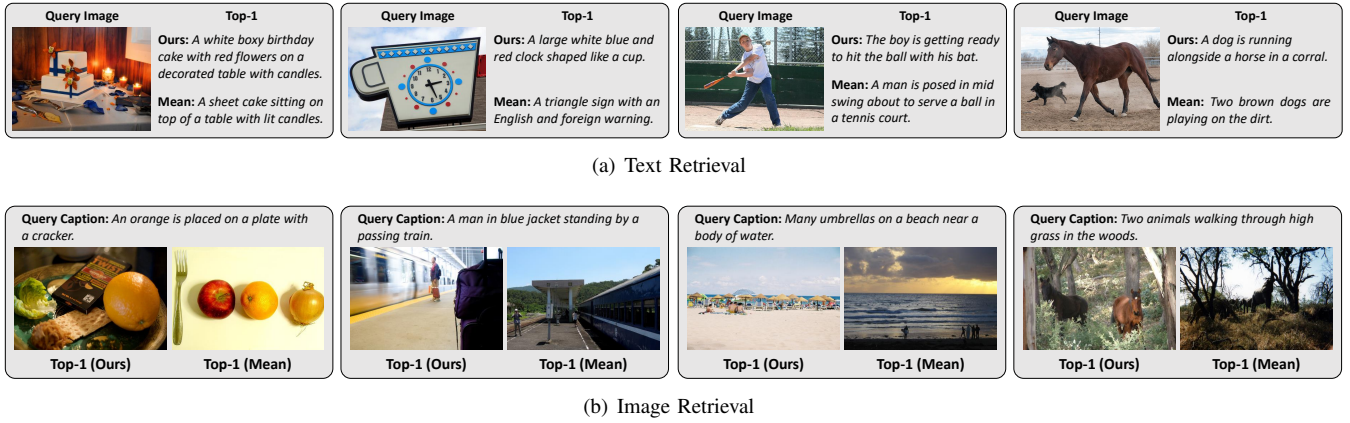 Query Image
Top-1
Ours: A white boxy birthday
cake with red flowers on a
decorated table with candles.
Mean: A sheet cake sitting on
top of a table with lit candles.
Query Image
Top-1
Ours: A large white blue and
red clock shaped like a cup.
Mean: A triangle sign with an
English and foreign warning.
Query Image
Top-1
Ours: The boy is getting ready
to hit the ball with his bat.
Mean: A man is posed in mid
swing about to serve a ball in
a tennis court.
Query Image
Top-1
Ours: A dog is running
alongside a horse in a corral.
Mean: Two brown dogs are
playing on the dirt.
(a) Text Retrieval
Query Caption: An orange is placed on a plate with
a cracker.
Top-1 (Ours)
Top-1 (Mean)
Query Caption: A man in blue jacket standing by a
passing train.
Top-1 (Ours)
Top-1 (Mean)
Query Caption: Many umbrellas on a beach near a
body of water.
Top-1 (Ours)
Top-1 (Mean)
Query Caption: Two animals walking through high
grass in the woods.
Top-1 (Ours)
Top-1 (Mean)
(b) Image Retrieval